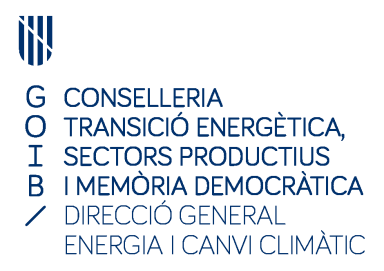 G CONSELLERIA
O TRANSICIÓ ENERGÈTICA,
I SECTORS PRODUCTIUS
B I MEMÒRIA DEMOCRÀTICA
/ DIRECCIÓ GENERAL
ENERGIA I CANVI CLIMÀTIC